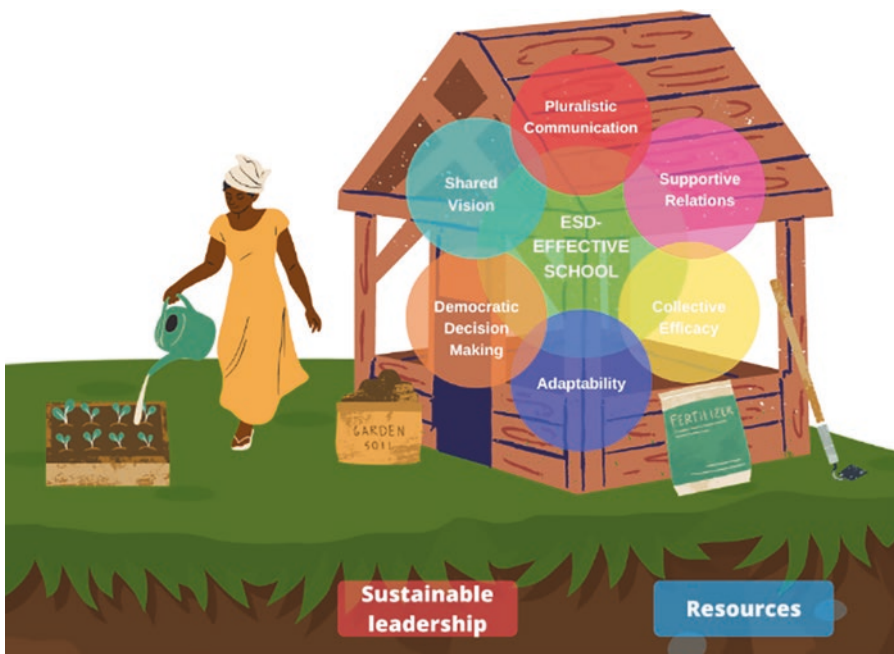 Pluralistic
Communication
Shared
Vision
Supportive
Relations
ESD-
EFFECTIVE
SCHOOL
Democratic
Decision
Making
Collective
Efficacy
Adaptability
GARDEN
SOIL
FERTILIZER
Sustainable
leadership
Resources